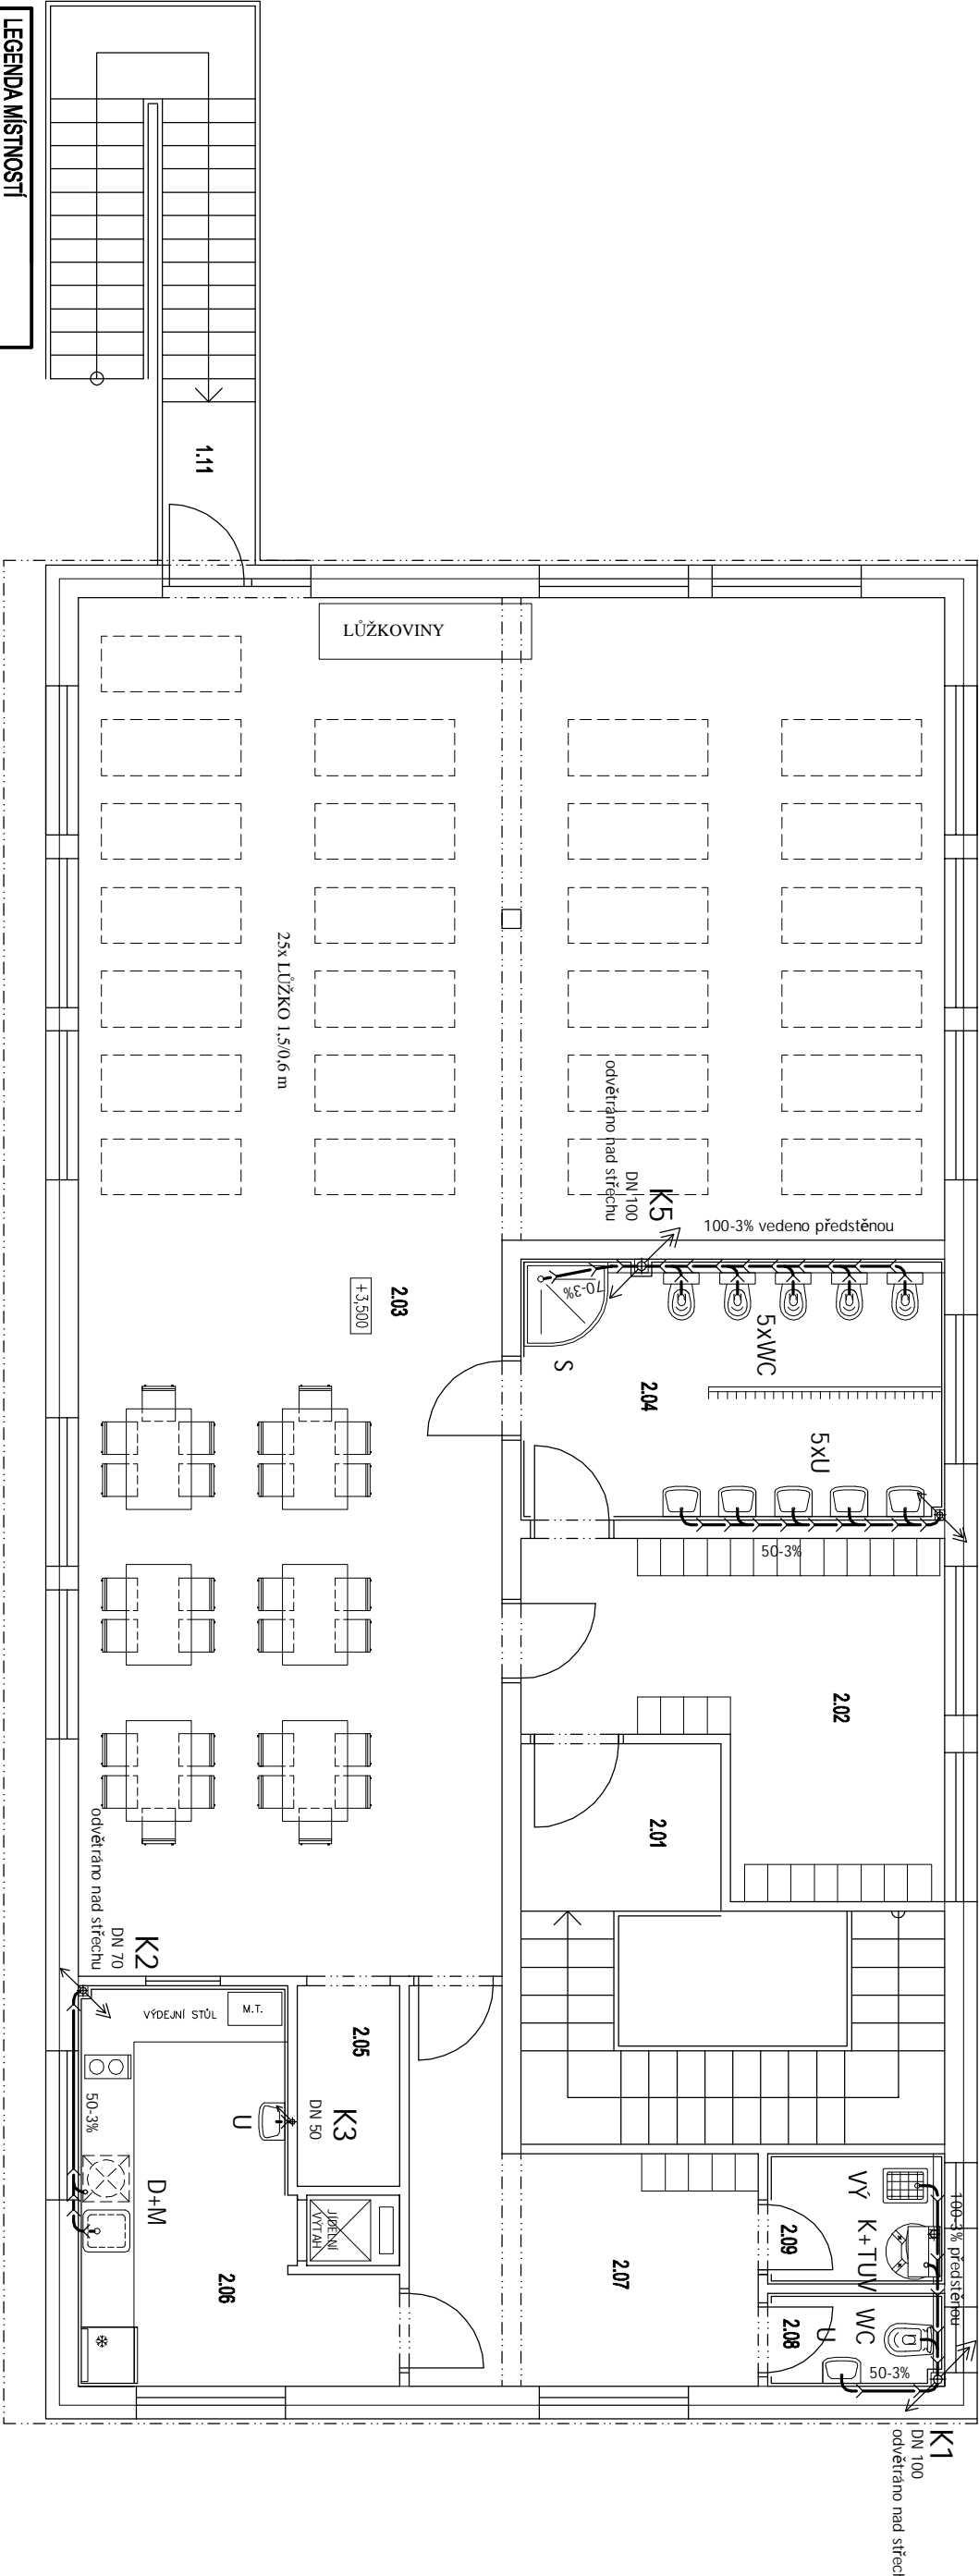 LEGENDA MÍSTNOSTÍ
1.11
LŮŽKOVINY
25x LŮŽKO 1,5/0,6 m
K5
DN 100
odvětráno nad střechu
100-3% vedeno předstěnou
70-3%
5xWC
S
2.03
+3,500
2.04
5xU
50-3%
2.02
2.01
K2
DN 70
odvětráno nad střechu
VÝDEJNÍ STŮL
M.T.
2.05
K3
DN 50
U
50-3%
D+M
JÍDELNÍ
VÝTAH
2.06
2.07
VÝ
K+TUV
2.09
100-3% předstěnou
WC
U
2.08
50-3%
K1
DN 100
odvětráno nad střech